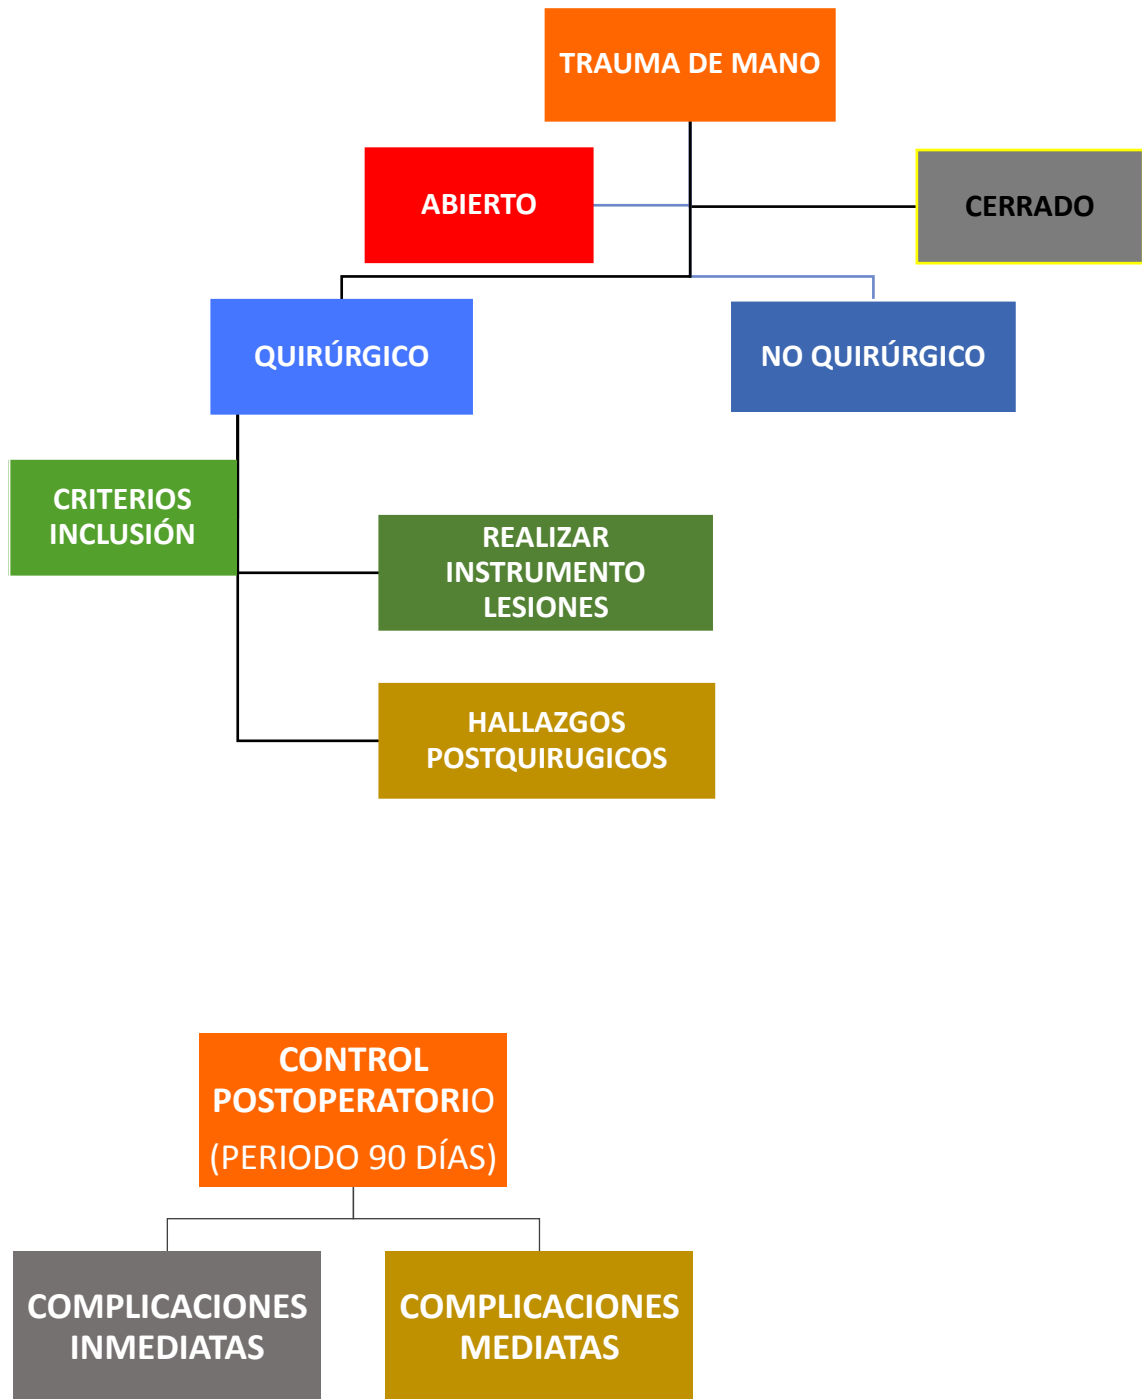 TRAUMA DE MANO
ABIERTO
CERRADO
QUIRÚRGICO
NO QUIRÚRGICO
CRITERIOS
INCLUSIÓN
REALIZAR
INSTRUMENTO
LESIONES
HALLAZGOS
POSTQUIRUGICOS
CONTROL
POSTOPERATORIO
(PERIODO 90 DÍAS)
COMPLICACIONES
INMEDIATAS
COMPLICACIONES
MEDIATAS